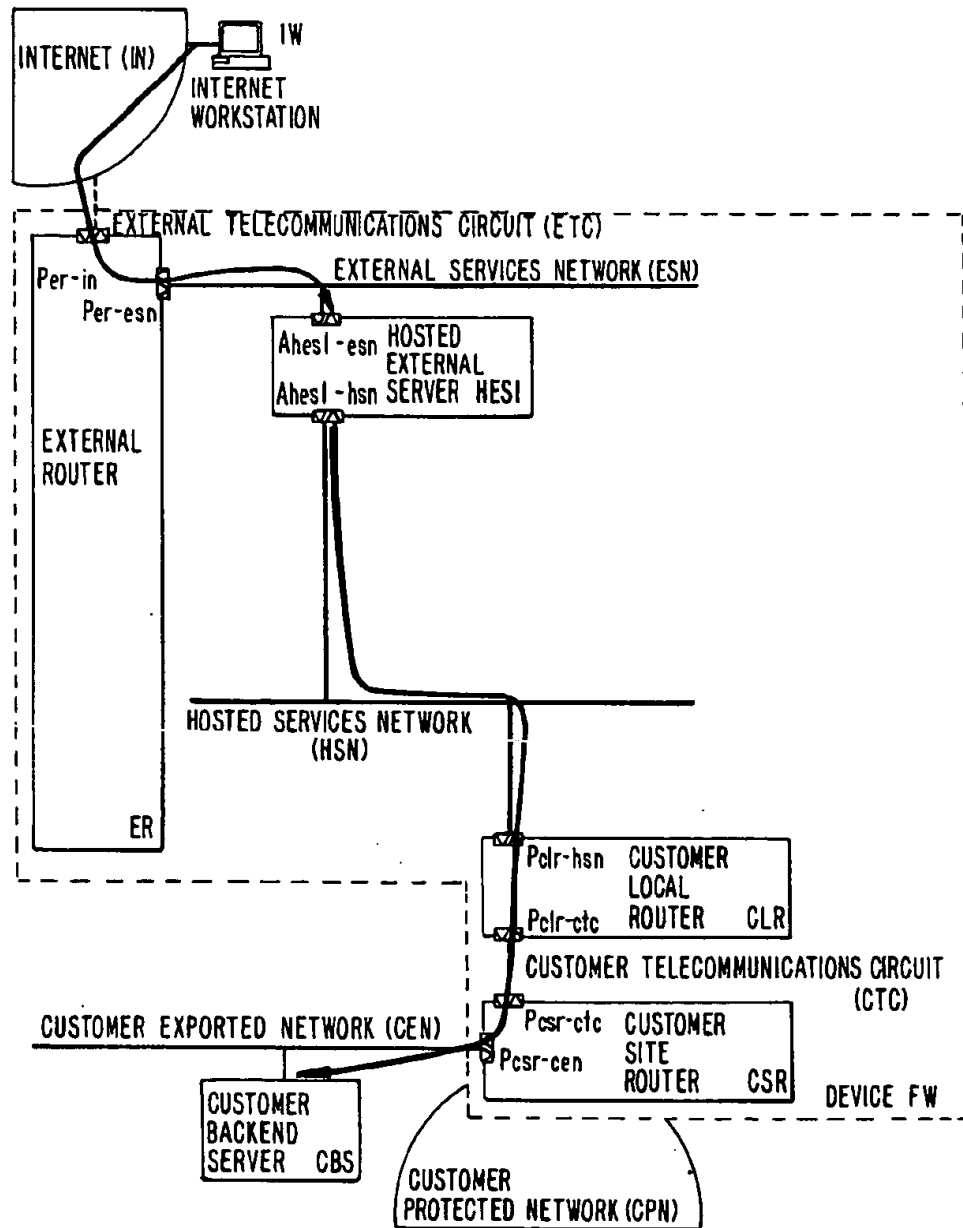 IW
INTERNET (IN)
INTERNET
WORKSTATION
EXTERNAL TELECOMMUNICATIONS CIRCUIT (ETC)
EXTERNAL SERVICES NETWORK (ESN)
Per-in
Per-esn
Ahes1-esn HOSTED
EXTERNAL
Ahes1-hsn SERVER HES1
EXTERNAL
ROUTER
HOSTED SERVICES NETWORK
(HSN)
ER
Pclr-hsn CUSTOMER
LOCAL
Pclr-ctc ROUTER CLR
CUSTOMER TELECOMMUNICATIONS CIRCUIT
(CTC)
CUSTOMER EXPORTED NETWORK (CEN)
Pcsr-ctc CUSTOMER
SITE
Pcsr-cen ROUTER CSR
DEVICE FW
CUSTOMER
BACKEND
SERVER CBS
CUSTOMER
PROTECTED NETWORK (CPN)